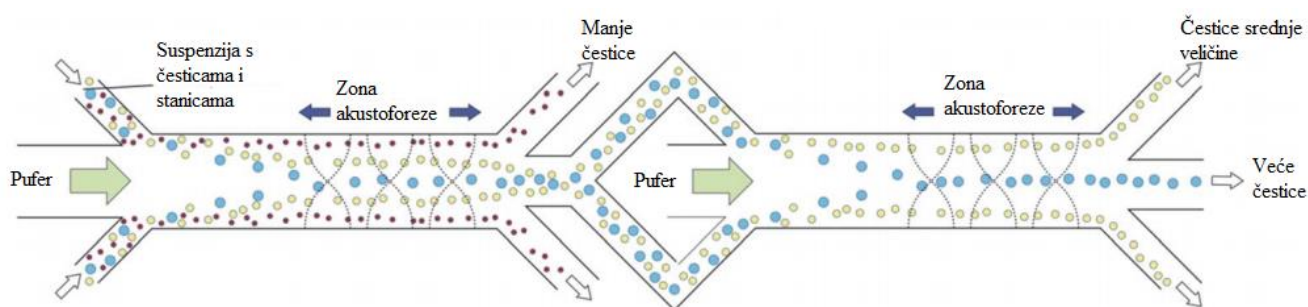 Suspenzija s
česticama i
stanicama
Pufer
Zona
akustoforeze
Manje
čestice
Pufer
Zona
akustoforeze
Čestice srednje
veličine
Veće
čestice